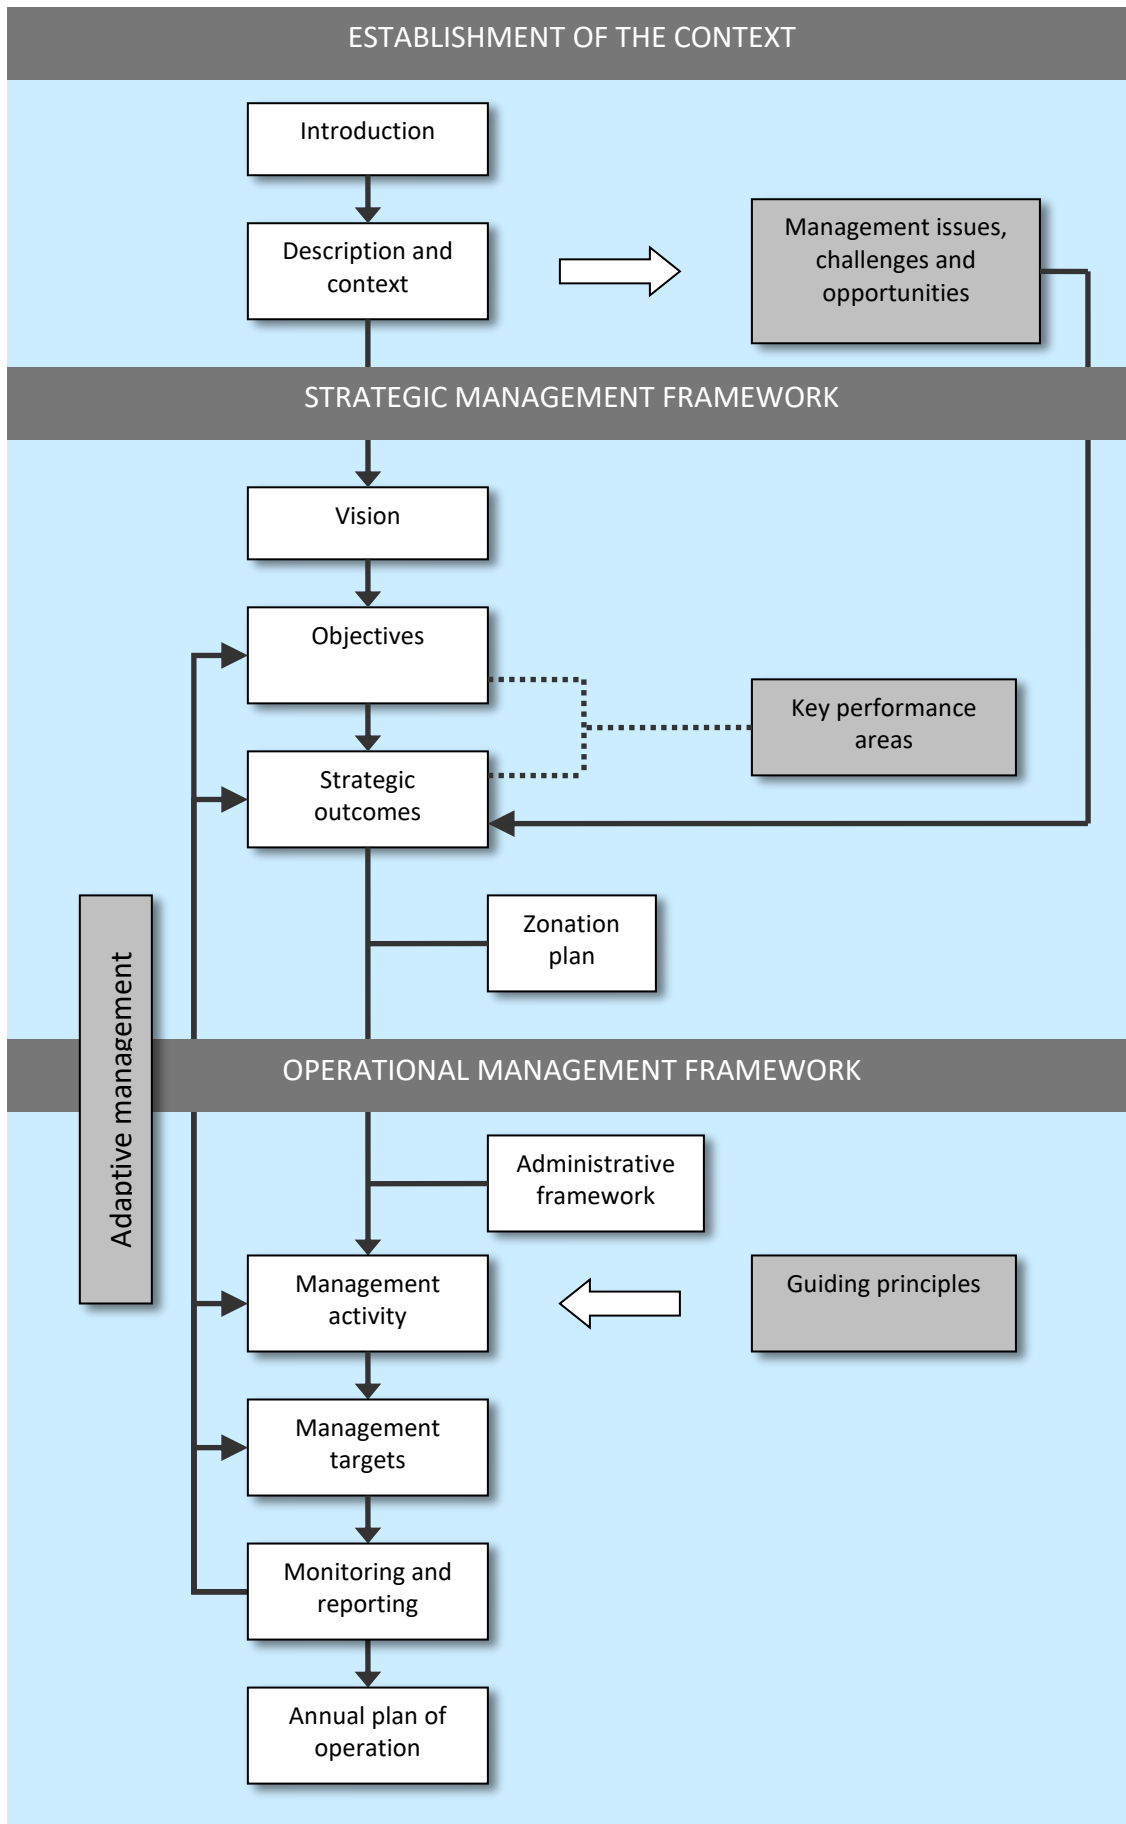 ESTABLISHMENT OF THE CONTEXT
Introduction
Description and
context
Management issues,
challenges and
opportunities
STRATEGIC MANAGEMENT FRAMEWORK
Vision
Objectives
Key performance
areas
Strategic
outcomes
Zonation
plan
Adaptive management
OPERATIONAL MANAGEMENT FRAMEWORK
Administrative
framework
Management
activity
Guiding principles
Management
targets
Monitoring and
reporting
Annual plan of
operation